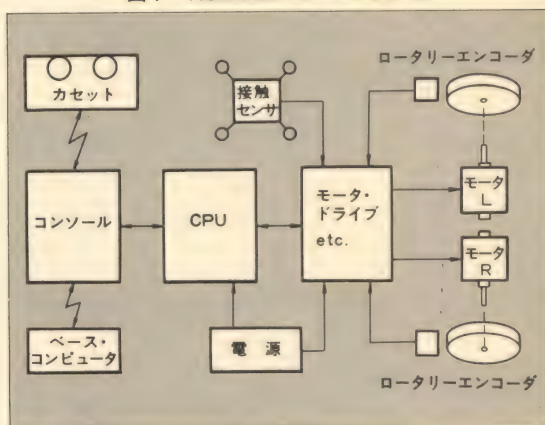 ロータリーエンコーダ
カセット
接触
センサ
モータ
L
コンソール
CPU
モータ・
ドライブ
etc.
モータ
R
ベース・
コンピュータ
電源
ロータリーエンコーダ